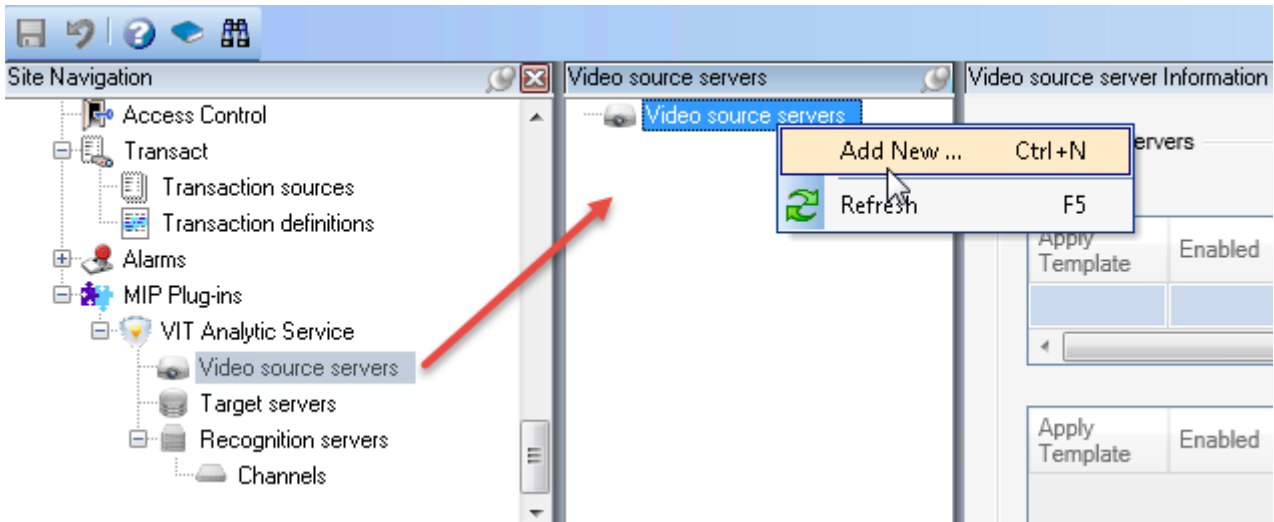 Site Navigation
Access Control
Transact
Transaction sources
Transaction definitions
Alarms
MIP Plug-ins
VIT Analytic Service
Video source servers
Target servers
Recognition servers
Channels
Video source servers
Video source servers
Add New ... Ctrl+N
Refresh F5
Video source server Information
ervers
Apply Template Enabled
Apply Template Enabled